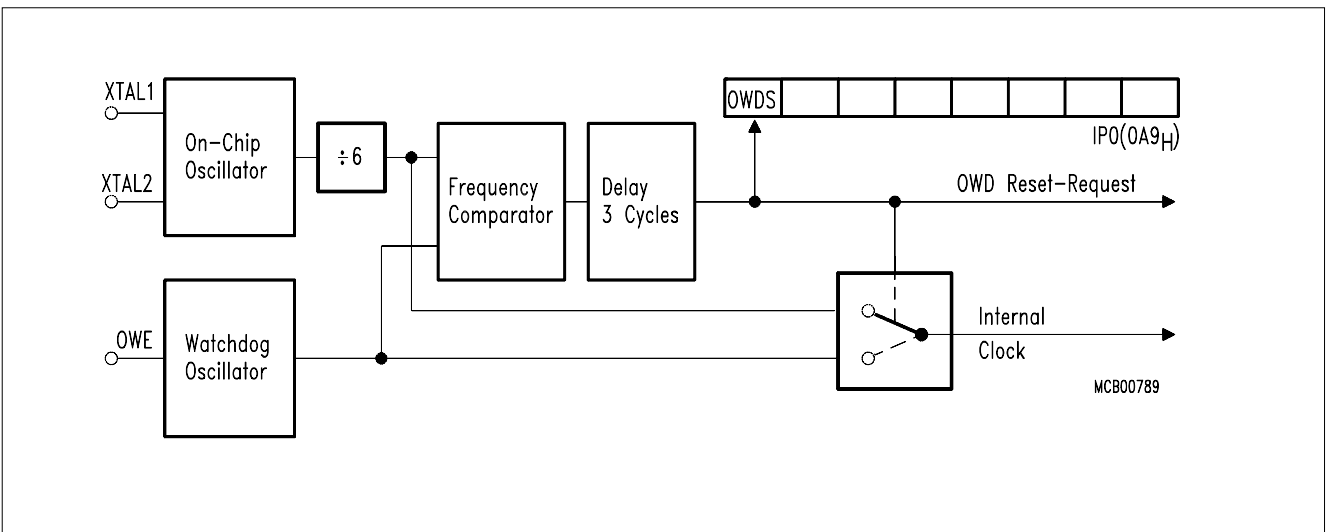 XTAL1
On-Chip
Oscillator
XTAL2
÷6
Frequency
Comparator
Delay
3 Cycles
OWDS
IP0(0A9H)
OWD Reset-Request
OWE
Watchdog
Oscillator
Internal
Clock
MCB00789